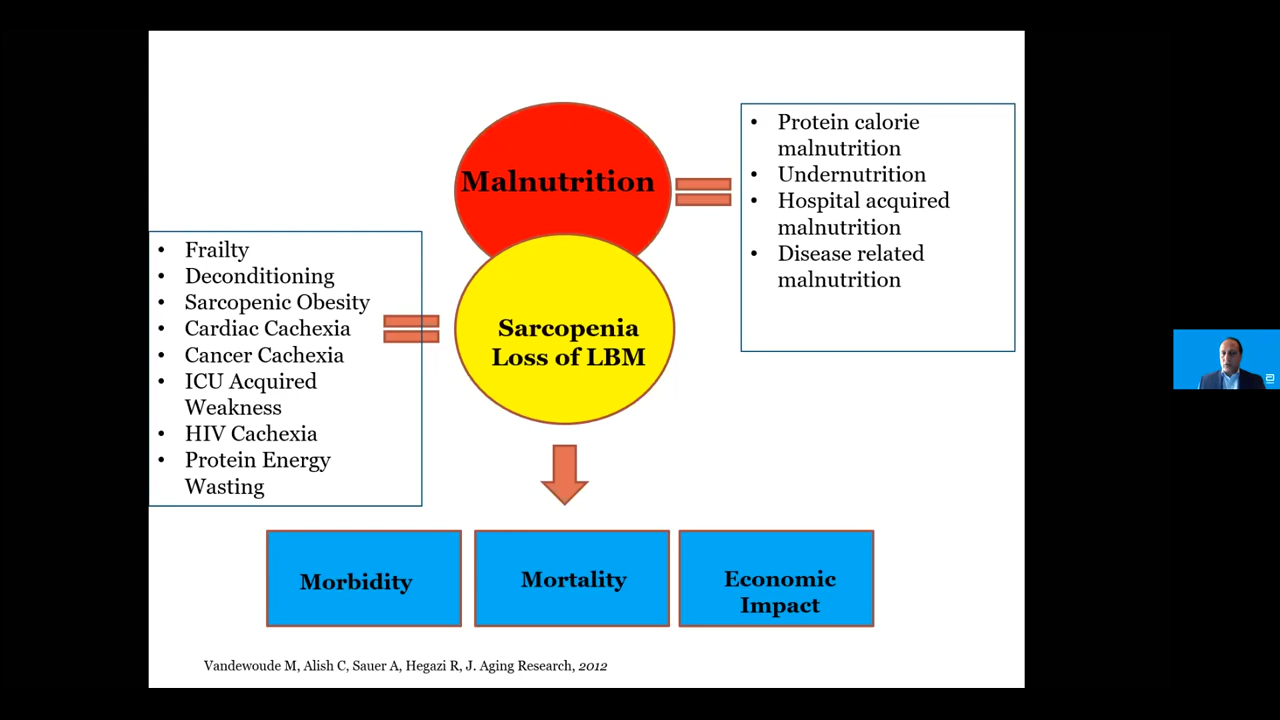 Malnutrition
• Protein calorie
malnutrition
• Undernutrition
• Hospital acquired
malnutrition
• Disease related
malnutrition
• Frailty
• Deconditioning
• Sarcopenic Obesity
• Cardiac Cachexia
• Cancer Cachexia
• ICU Acquired
Weakness
• HIV Cachexia
• Protein Energy
Wasting
Sarcopenia
Loss of LBM
Morbidity
Mortality
Economic
Impact
Vandewoude M, Alish C, Sauer A, Hegazi R, J. Aging Research, 2012